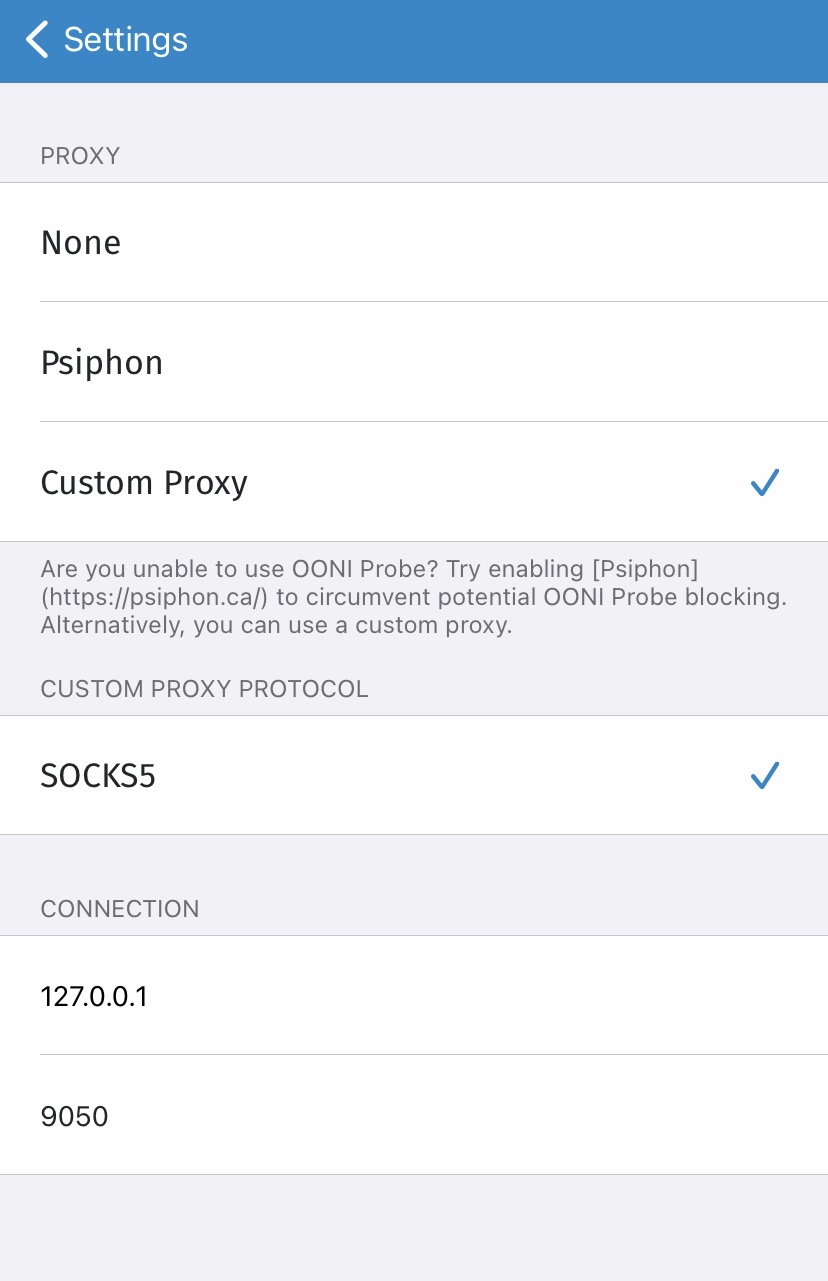 Settings
PROXY
None
Psiphon
Custom Proxy
Are you unable to use OONI Probe? Try enabling [Psiphon]
(https://psiphon.ca/) to circumvent potential OONI Probe blocking.
Alternatively, you can use a custom proxy.
CUSTOM PROXY PROTOCOL
SOCKS5
CONNECTION
127.0.0.1
9050